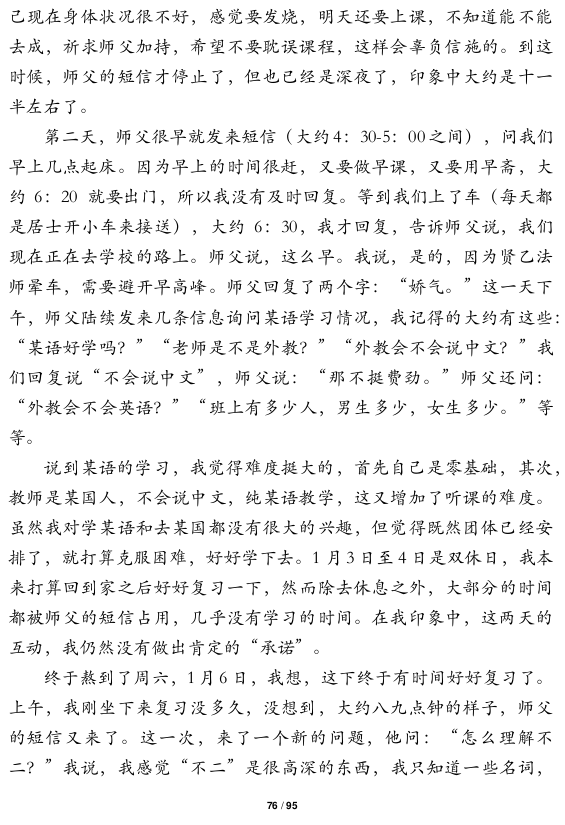 己现在身体状况很不好，感觉要发烧，明天还要上课，不知道能不能
去成，祈求师父加持，希望不要耽误课程，这样会辜负信施的。到这
时候，师父的短信才停止了，但也已经是深夜了，印象中大约是十一
半左右了。
第二天，师父很早就发来短信（大约 4：30-5：00 之间），问我们
早上几点起床。因为早上的时间很赶，又要做早课，又要用早斋，大
约 6：20 就要出门，所以我没有及时回复。等到我们上了车（每天都
是居士开小车来接送），大约 6：30，我才回复，告诉师父说，我们
现在正在去学校的路上。师父说，这么早。我说，是的，因为贤乙法
师晕车，需要避开早高峰。师父回复了两个字：“娇气。”这一天下
午，师父陆续发来几条信息询问某语学习情况，我记得的大约有这些：
“某语好学吗？”“老师是不是外教？”“外教会不会说中文？”我
们回复说“不会说中文”，师父说：“那不挺费劲。”师父还问：
“外教会不会英语？”“班上有多少人，男生多少，女生多少。”等
等。
说到某语的学习，我觉得难度挺大的，首先自己是零基础，其次，
教师是某国人，不会说中文，纯某语教学，这又增加了听课的难度。
虽然我对学某语和去某国都没有很大的兴趣，但觉得既然团体已经安
排了，就打算克服困难，好好学下去。1 月 3 日至 4 日是双休日，我本
来打算回到家之后好好复习一下，然而除去休息之外，大部分的时间
都被师父的短信占用，几乎没有学习的时间。在我印象中，这两天的
互动，我仍然没有做出肯定的“承诺”。
终于熬到了周六，1 月 6 日，我想，这下终于有时间好好复习了。
上午，我刚坐下来复习没多久，没想到，大约八九点钟的样子，师父
的短信又来了。这一次，来了一个新的问题，他问：“怎么理解不
二？”我说，我感觉“不二”是很高深的东西，我只知道一些名词，
76 / 95